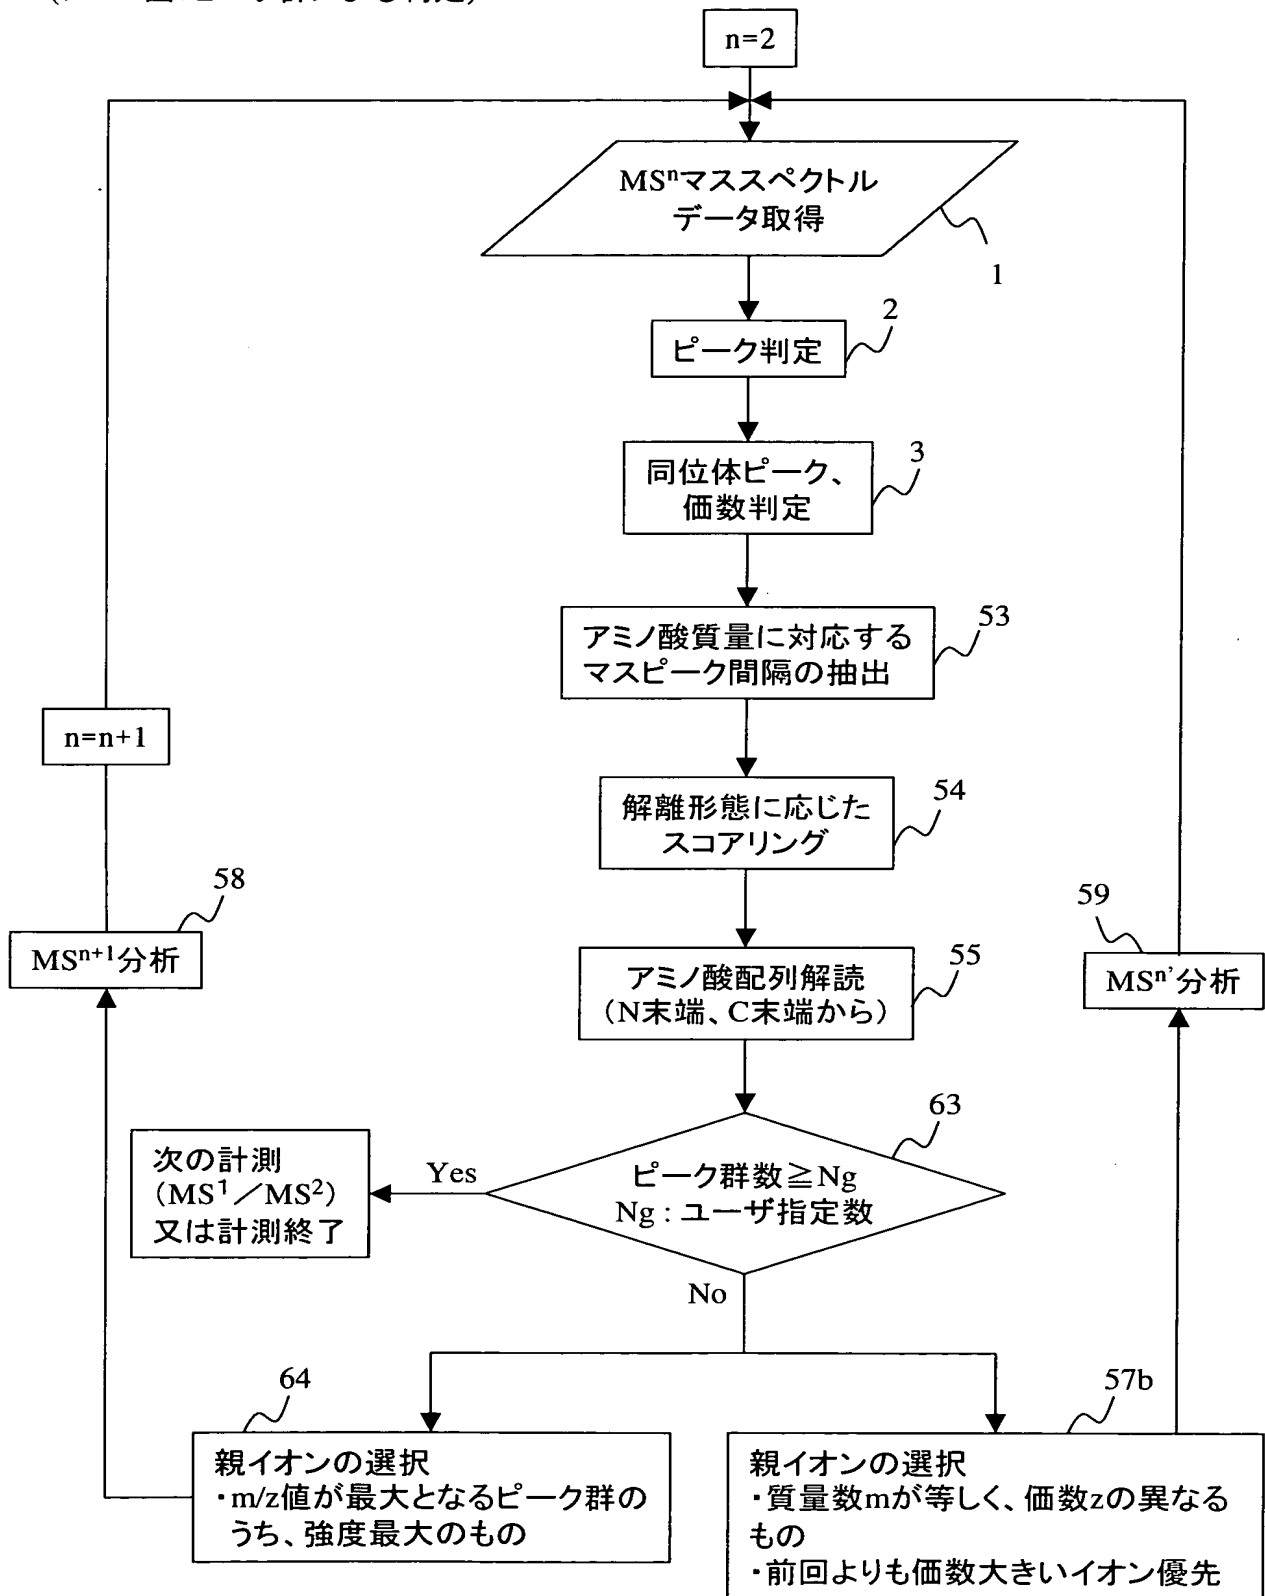 n=2
MSⁿマススペクトル
データ取得
1
2
ピーク判定
3
同位体ピーク、
価数判定
53
アミノ酸質量に対応する
マスピーク間隔の抽出
n=n+1
54
解離形態に応じた
スコアリング
58
MSⁿ⁺¹分析
59
MSⁿ’分析
55
アミノ酸配列解読
（N末端、C末端から）
63
ピーク群数≧Ng
Ng : ユーザ指定数
Yes
次の計測
（MS¹／MS²）
又は計測終了
No
64
親イオンの選択
・m/z値が最大となるピーク群の
うち、強度最大のもの
57b
親イオンの選択
・質量数mが等しく、価数zの異なる
もの
・前回よりも価数大きいイオン優先